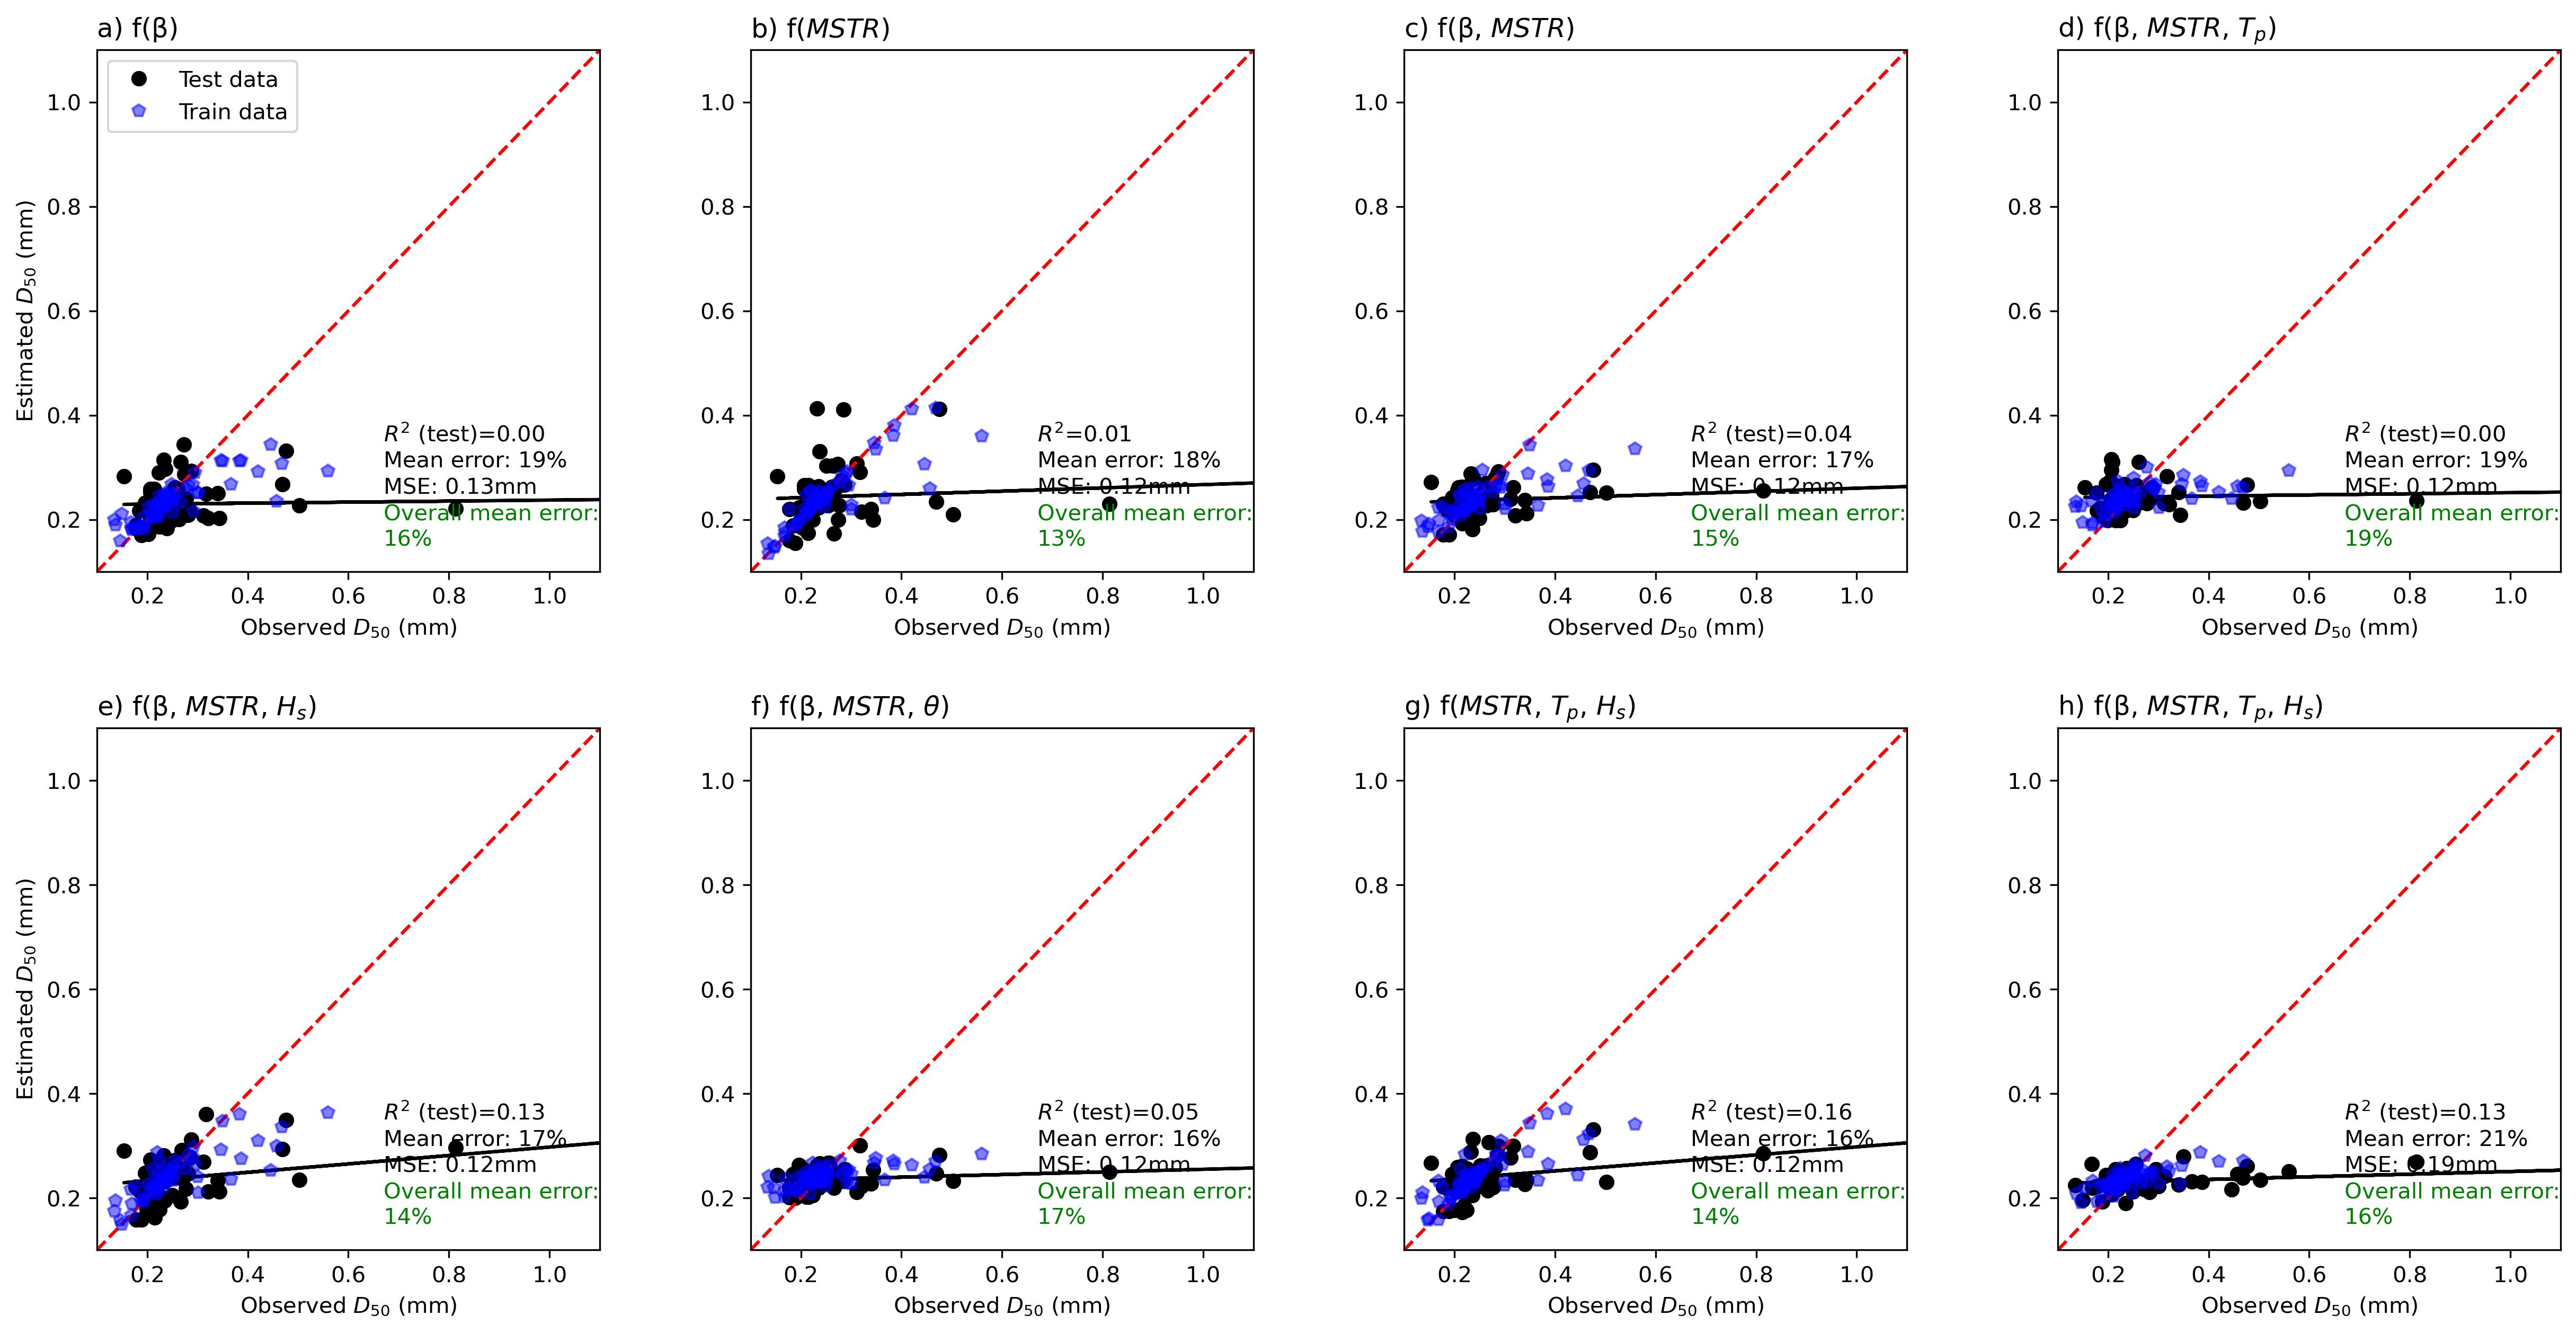 a) f(β)
Test data
Train data
1.0
0.8
0.6
0.4
0.2
Estimated D50 (mm)
R2 (test)=0.00
Mean error: 19%
MSE: 0.13mm
Overall mean error:
16%
0.2 0.4 0.6 0.8 1.0
Observed D50 (mm)
b) f(MSTR)
1.0
0.8
0.6
0.4
0.2
R2=0.01
Mean error: 18%
MSE: 0.12mm
Overall mean error:
13%
0.2 0.4 0.6 0.8 1.0
Observed D50 (mm)
c) f(β, MSTR)
1.0
0.8
0.6
0.4
0.2
R2 (test)=0.04
Mean error: 17%
MSE: 0.12mm
Overall mean error:
15%
0.2 0.4 0.6 0.8 1.0
Observed D50 (mm)
d) f(β, MSTR, Tp)
1.0
0.8
0.6
0.4
0.2
R2 (test)=0.00
Mean error: 19%
MSE: 0.12mm
Overall mean error:
19%
0.2 0.4 0.6 0.8 1.0
Observed D50 (mm)
e) f(β, MSTR, Hs)
1.0
0.8
0.6
0.4
0.2
Estimated D50 (mm)
R2 (test)=0.13
Mean error: 17%
MSE: 0.12mm
Overall mean error:
14%
0.2 0.4 0.6 0.8 1.0
Observed D50 (mm)
f) f(β, MSTR, θ)
1.0
0.8
0.6
0.4
0.2
R2 (test)=0.05
Mean error: 16%
MSE: 0.12mm
Overall mean error:
17%
0.2 0.4 0.6 0.8 1.0
Observed D50 (mm)
g) f(MSTR, Tp, Hs)
1.0
0.8
0.6
0.4
0.2
R2 (test)=0.16
Mean error: 16%
MSE: 0.12mm
Overall mean error:
14%
0.2 0.4 0.6 0.8 1.0
Observed D50 (mm)
h) f(β, MSTR, Tp, Hs)
1.0
0.8
0.6
0.4
0.2
R2 (test)=0.13
Mean error: 21%
MSE: 0.19mm
Overall mean error:
16%
0.2 0.4 0.6 0.8 1.0
Observed D50 (mm)